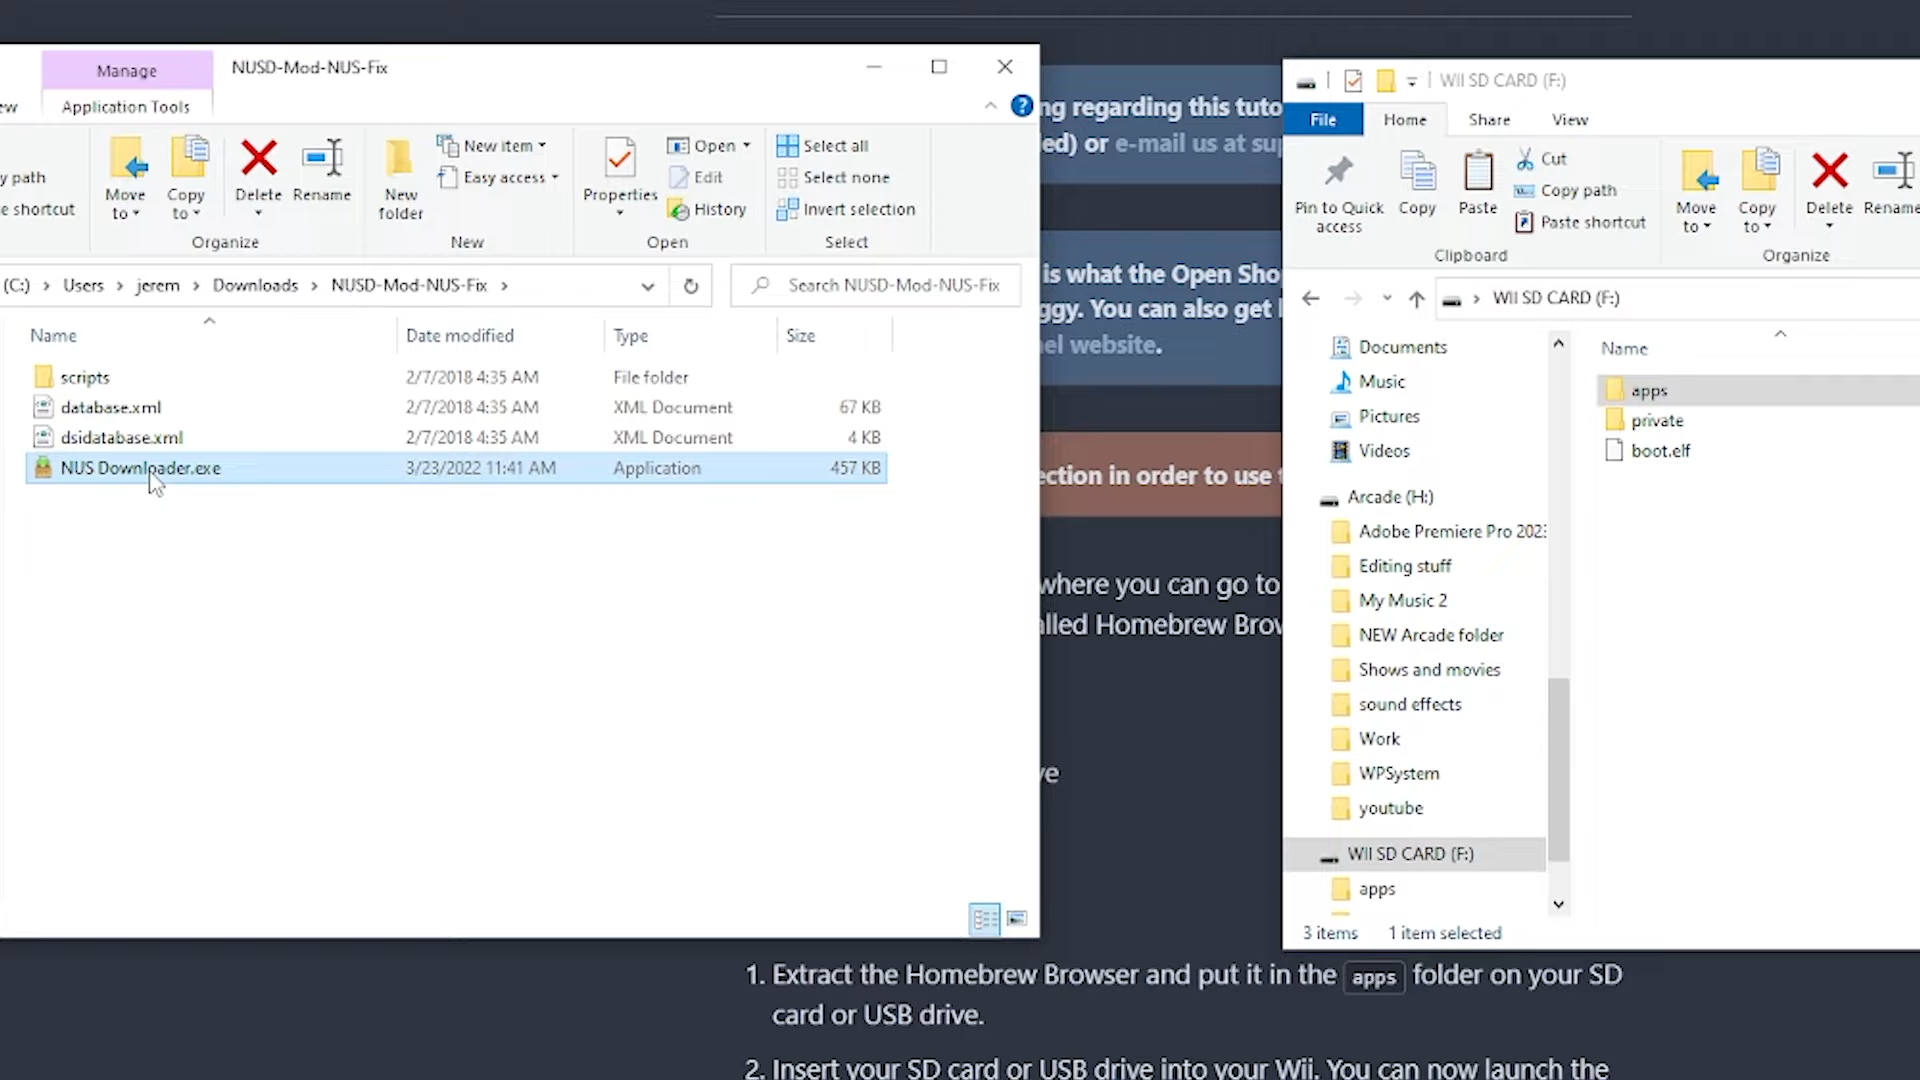 Manage
NUSD-Mod-NUS-Fix
ew
Application Tools
y path
e shortcut
Move to
Copy to
Delete
Rename
Organize
New folder
New item
Easy access
New
Properties
Open
Edit
History
Open
Select all
Select none
Invert selection
Select
(C:) > Users > jerem > Downloads > NUSD-Mod-NUS-Fix >
Search NUSD-Mod-NUS-Fix
Name Date modified Type Size
scripts 2/7/2018 4:35 AM File folder
database.xml 2/7/2018 4:35 AM XML Document 67 KB
dsidatabase.xml 2/7/2018 4:35 AM XML Document 4 KB
NUS Downloader.exe 3/23/2022 11:41 AM Application 457 KB
ng regarding this tuto
ed) or e-mail us at sup
is what the Open Sho
ggy. You can also get
el website.
ection in order to use
where you can go to
alled Homebrew Brow
ve
1. Extract the Homebrew Browser and put it in the apps folder on your SD
card or USB drive.
2. Insert your SD card or USB drive into your Wii. You can now launch the
WII SD CARD (F:)
File Home Share View
Pin to Quick access
Copy
Paste
Cut
Copy path
Paste shortcut
Clipboard
Move to
Copy to
Delete
Rename
Organize
> WII SD CARD (F:)
Documents
Music
Pictures
Videos
Arcade (H:)
Adobe Premiere Pro 2023
Editing stuff
My Music 2
NEW Arcade folder
Shows and movies
sound effects
Work
WPSystem
youtube
WII SD CARD (F:)
apps
Name
apps
private
boot.elf
3 items 1 item selected